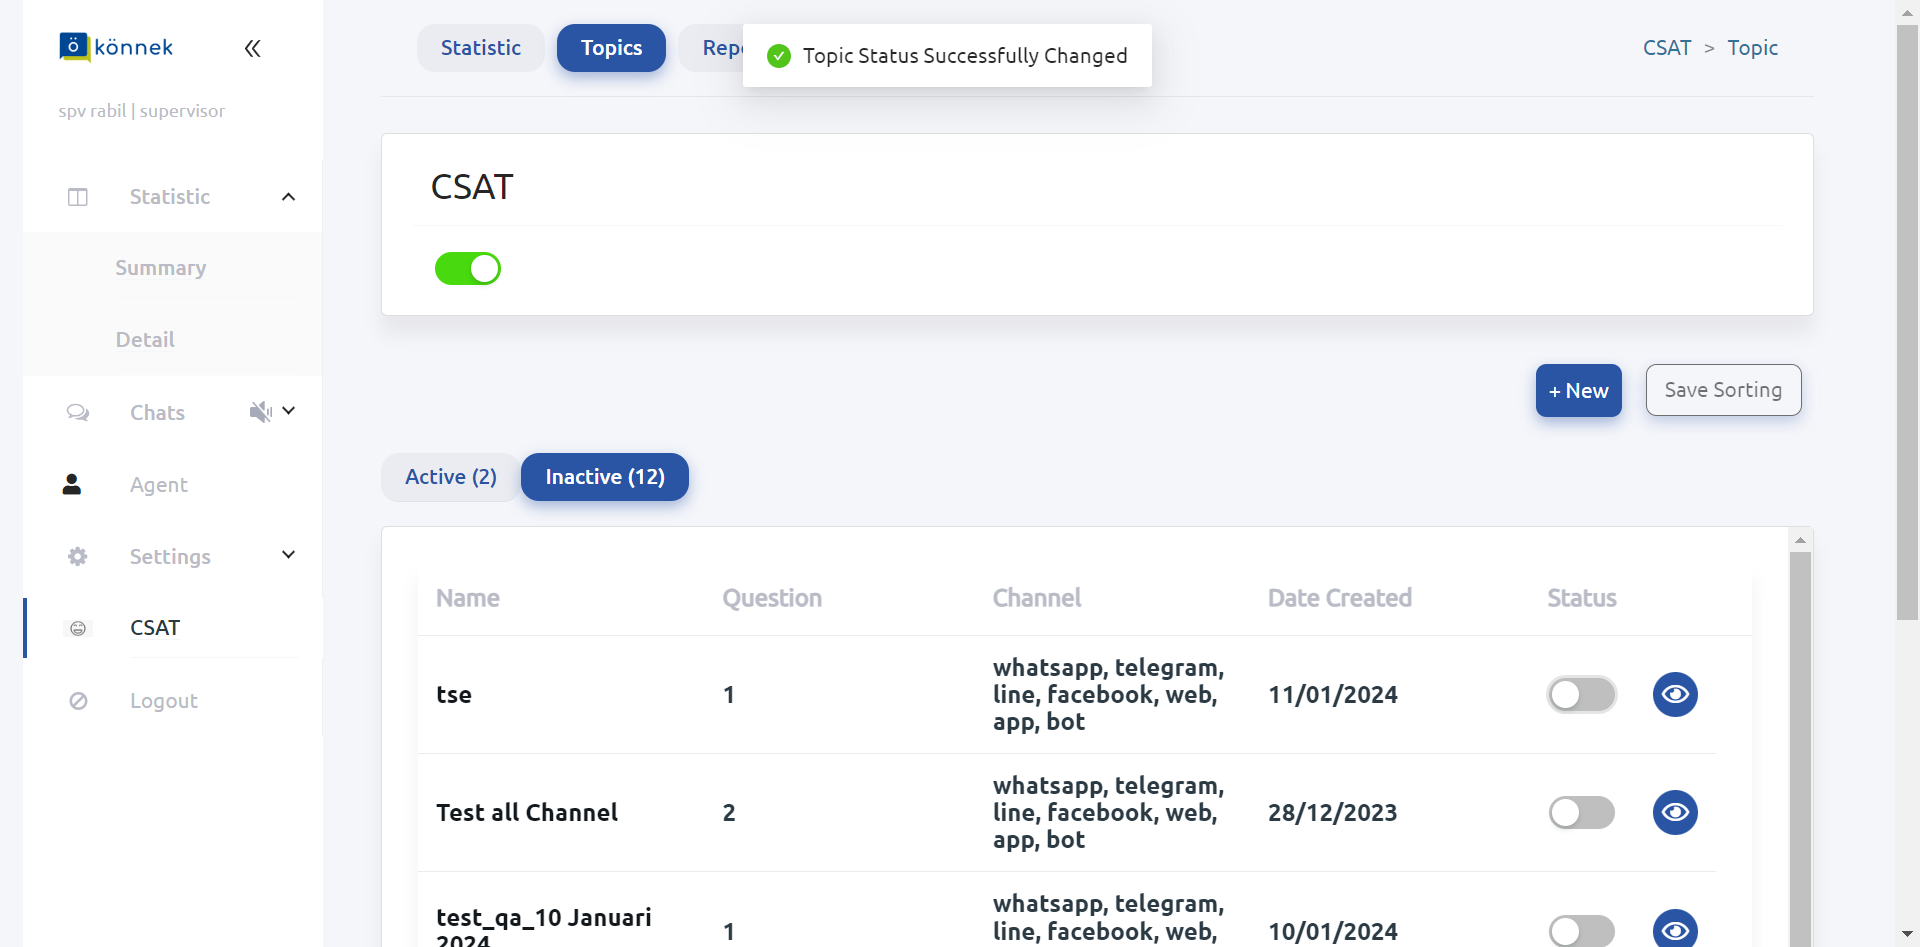 ö könnek
spv rabil | supervisor
Statistic
Summary
Detail
Chats
Agent
Settings
CSAT
Logout
Statistic
Topics
Topic Status Successfully Changed
CSAT > Topic
CSAT
+ New
Save Sorting
Active (2)
Inactive (12)
Name Question Channel Date Created Status
tse 1 whatsapp, telegram,
line, facebook, web,
app, bot 11/01/2024
Test all Channel 2 whatsapp, telegram,
line, facebook, web,
app, bot 28/12/2023
test_qa_10 Januari
2024 1 whatsapp, telegram,
line, facebook, web, 10/01/2024